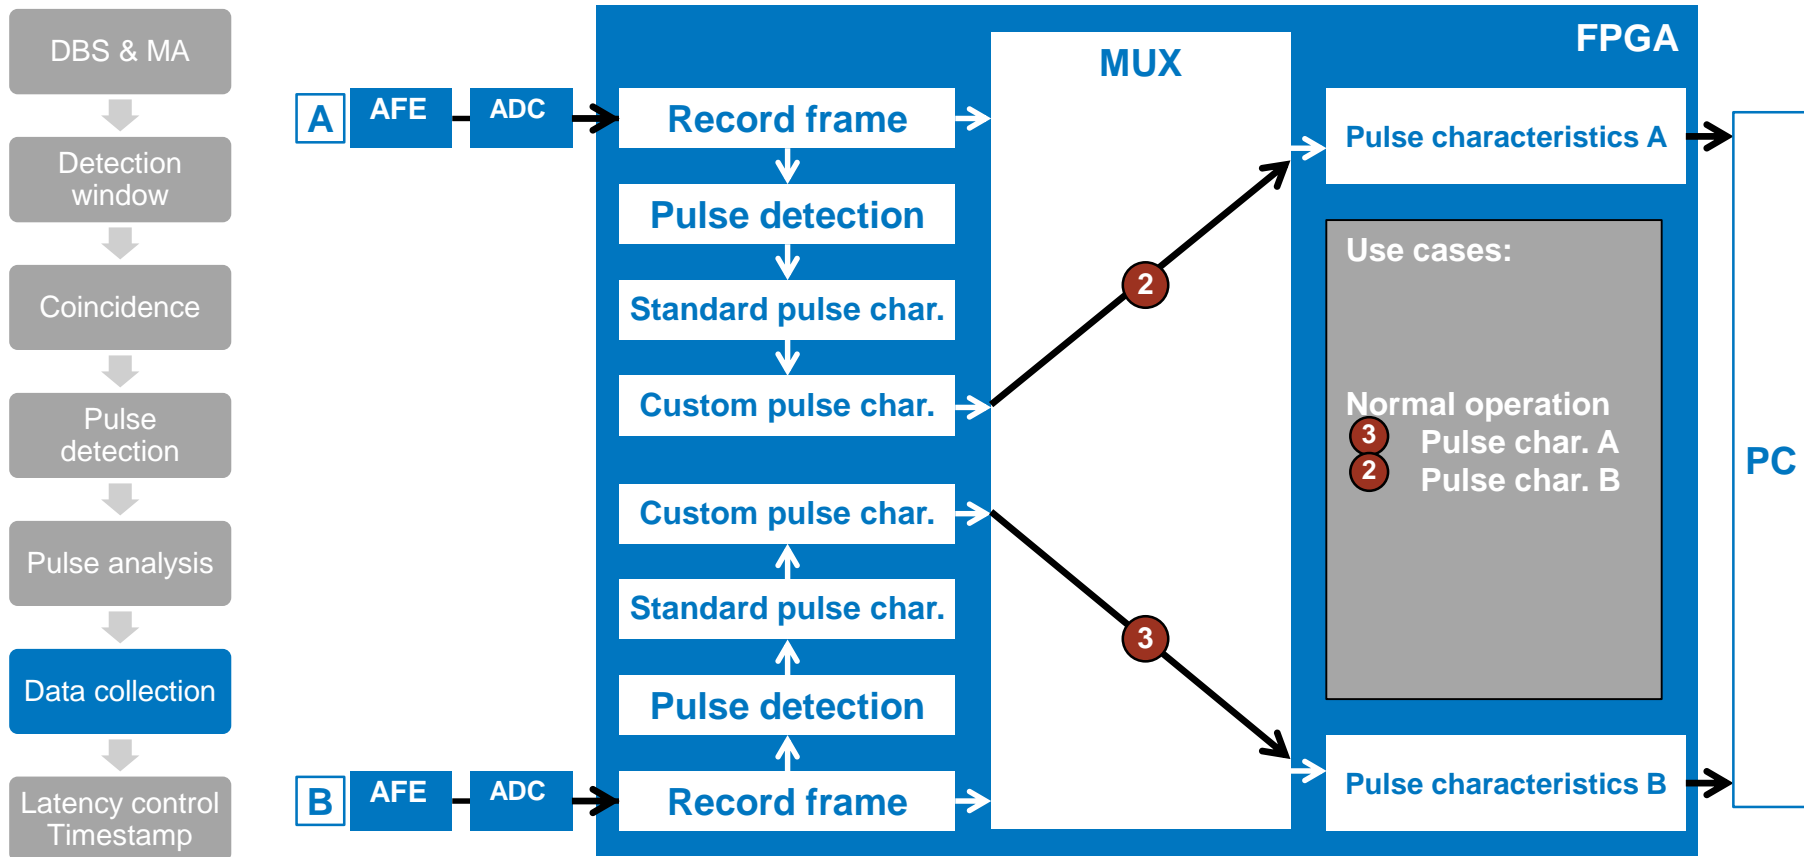 DBS & MA
Detection
window
Coincidence
Pulse
detection
Pulse analysis
Data collection
Latency control
Timestamp
FPGA
MUX
A
AFE
ADC
Record frame
Pulse detection
Standard pulse char.
Custom pulse char.
Custom pulse char.
Standard pulse char.
Pulse detection
B
AFE
ADC
Record frame
2
3
Pulse characteristics A
Use cases:
Normal operation
3 Pulse char. A
2 Pulse char. B
Pulse characteristics B
PC